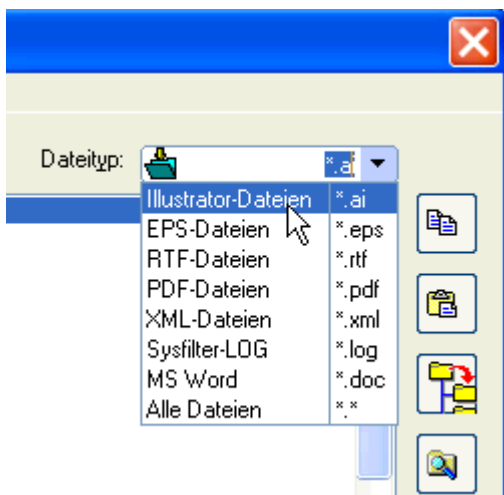 Dateityp: *.ai
Illustrator-Dateien *.ai
EPS-Dateien *.eps
RTF-Dateien *.rtf
PDF-Dateien *.pdf
XML-Dateien *.xml
Sysfilter-LOG *.log
MS Word *.doc
Alle Dateien *.*